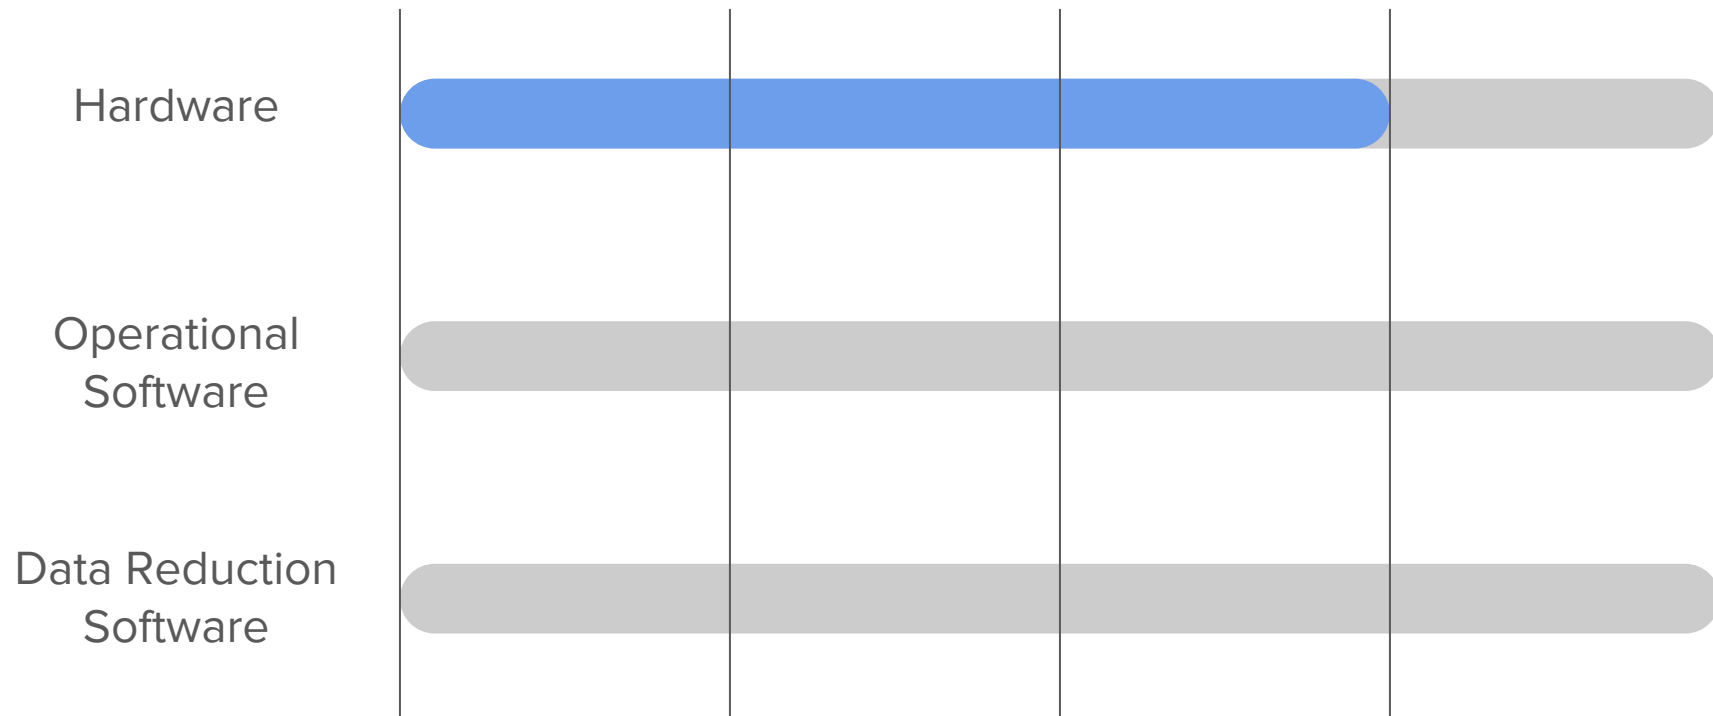 Hardware
Operational
Software
Data Reduction
Software